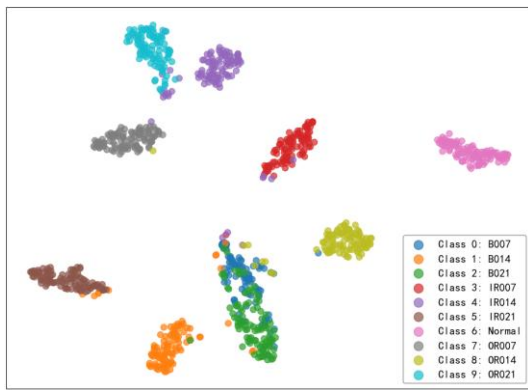 Class 0: B007
Class 1: B014
Class 2: B021
Class 3: IR007
Class 4: IR014
Class 5: IR021
Class 6: Normal
Class 7: OR007
Class 8: OR014
Class 9: OR021